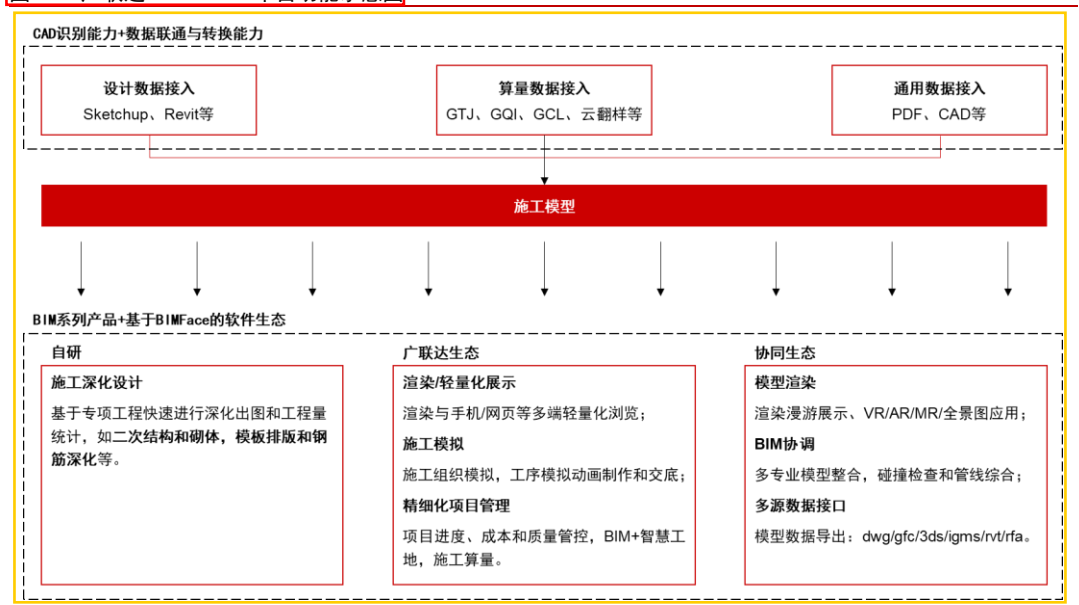 CAD识别能力+数据联通与转换能力
设计数据接入
Sketchup、Revit等
算量数据接入
GTJ、GQI、GCL、云翻样等
通用数据接入
PDF、CAD等
施工模型
BIM系列产品+基于BIMFace的软件生态
自研
施工深化设计
基于专项工程快速进行深化出图和工程量
统计，如二次结构和砌体，模板排版和钢
筋深化等。
广联达生态
渲染/轻量化展示
渲染与手机/网页等多端轻量化浏览；
施工模拟
施工组织模拟，工序模拟动画制作和交底；
精细化项目管理
项目进度、成本和质量管控，BIM+智慧工
地，施工算量。
协同生态
模型渲染
渲染漫游展示、VR/AR/MR/全景图应用；
BIM协调
多专业模型整合，碰撞检查和管线综合；
多源数据接口
模型数据导出：dwg/gfc/3ds/igms/rvt/rfa。